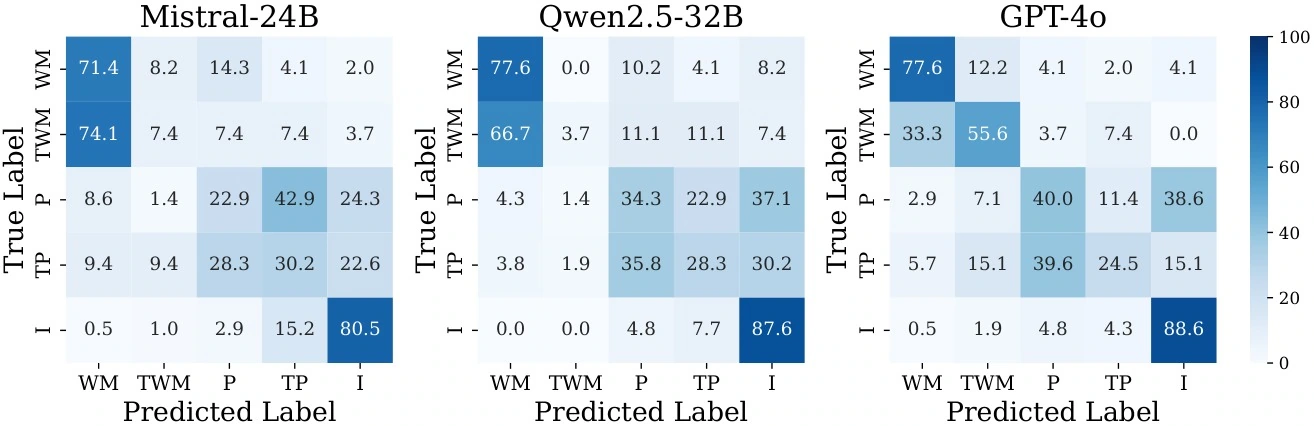 Mistral-24B
True Label
WM 71.4 8.2 14.3 4.1 2.0
TWM 74.1 7.4 7.4 7.4 3.7
P 8.6 1.4 22.9 42.9 24.3
TP 9.4 9.4 28.3 30.2 22.6
I 0.5 1.0 2.9 15.2 80.5
WM TWM P TP I
Predicted Label
Qwen2.5-32B
True Label
WM 77.6 0.0 10.2 4.1 8.2
TWM 66.7 3.7 11.1 11.1 7.4
P 4.3 1.4 34.3 22.9 37.1
TP 3.8 1.9 35.8 28.3 30.2
I 0.0 0.0 4.8 7.7 87.6
WM TWM P TP I
Predicted Label
GPT-4o
True Label
WM 77.6 12.2 4.1 2.0 4.1
TWM 33.3 55.6 3.7 7.4 0.0
P 2.9 7.1 40.0 11.4 38.6
TP 5.7 15.1 39.6 24.5 15.1
I 0.5 1.9 4.8 4.3 88.6
WM TWM P TP I
Predicted Label
100
80
60
40
20
0